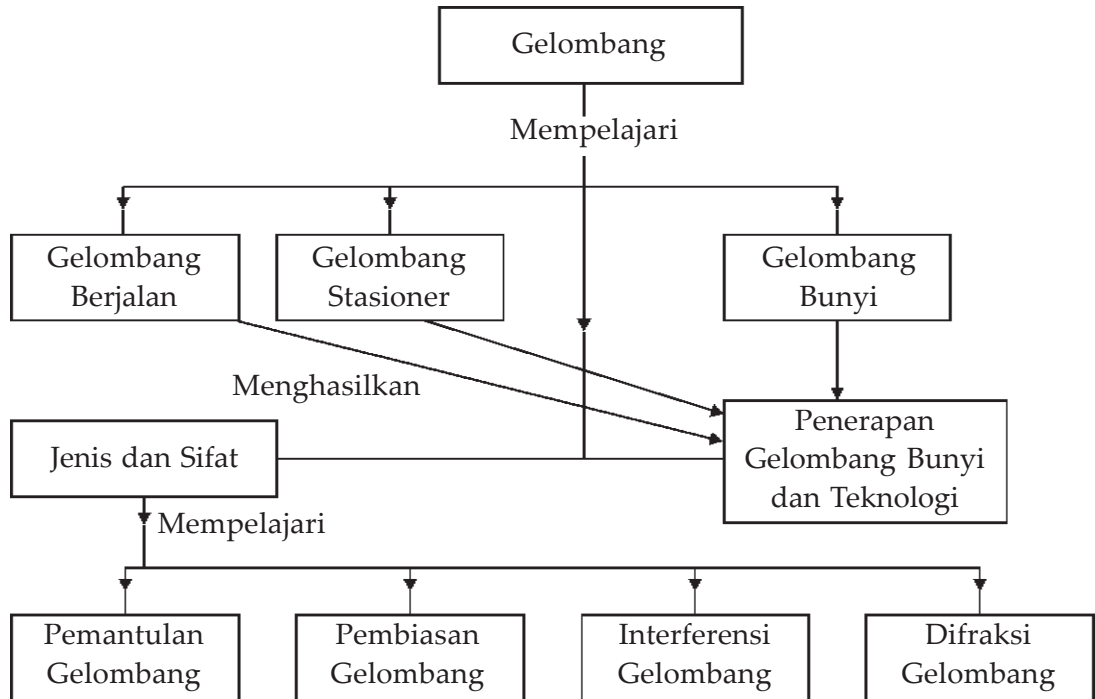 Gelombang
Mempelajari
Gelombang
Berjalan
Gelombang
Stasioner
Gelombang
Bunyi
Menghasilkan
Penerapan
Gelombang Bunyi
dan Teknologi
Jenis dan Sifat
Mempelajari
Pemantulan
Gelombang
Pembiasan
Gelombang
Interferensi
Gelombang
Difraksi
Gelombang